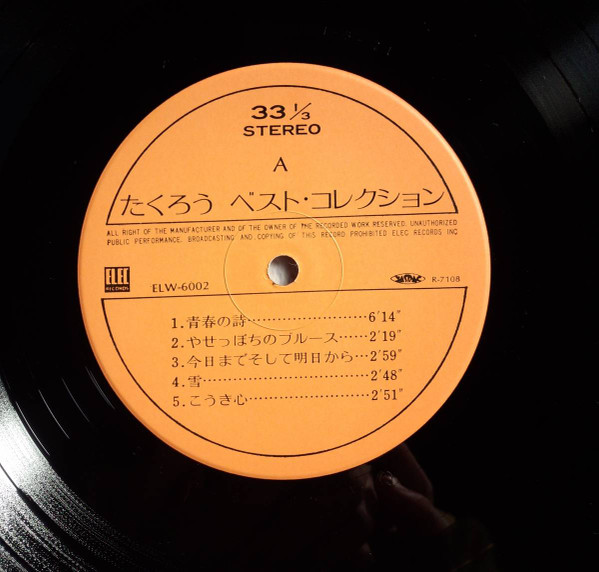 33 1/3
STEREO
A
たくろう ベスト・コレクション
ALL RIGHT OF THE MANUFACTURER AND OF THE OWNER OF THE RECORDED WORK RESERVED. UNAUTHORIZED
PUBLIC PERFORMANCE. BROADCASTING AND COPYING OF THIS RECORD PROHIBITED ELEC RECORDS INC
ELEC
RECORDS
ELW-6002
R-7108
1.青春の詩……………………6′14″
2.やせっぽちのブルース……2′19″
3.今日までそして明日から…2′59″
4.雪……………………………2′48″
5.こうき心……………………2′51″